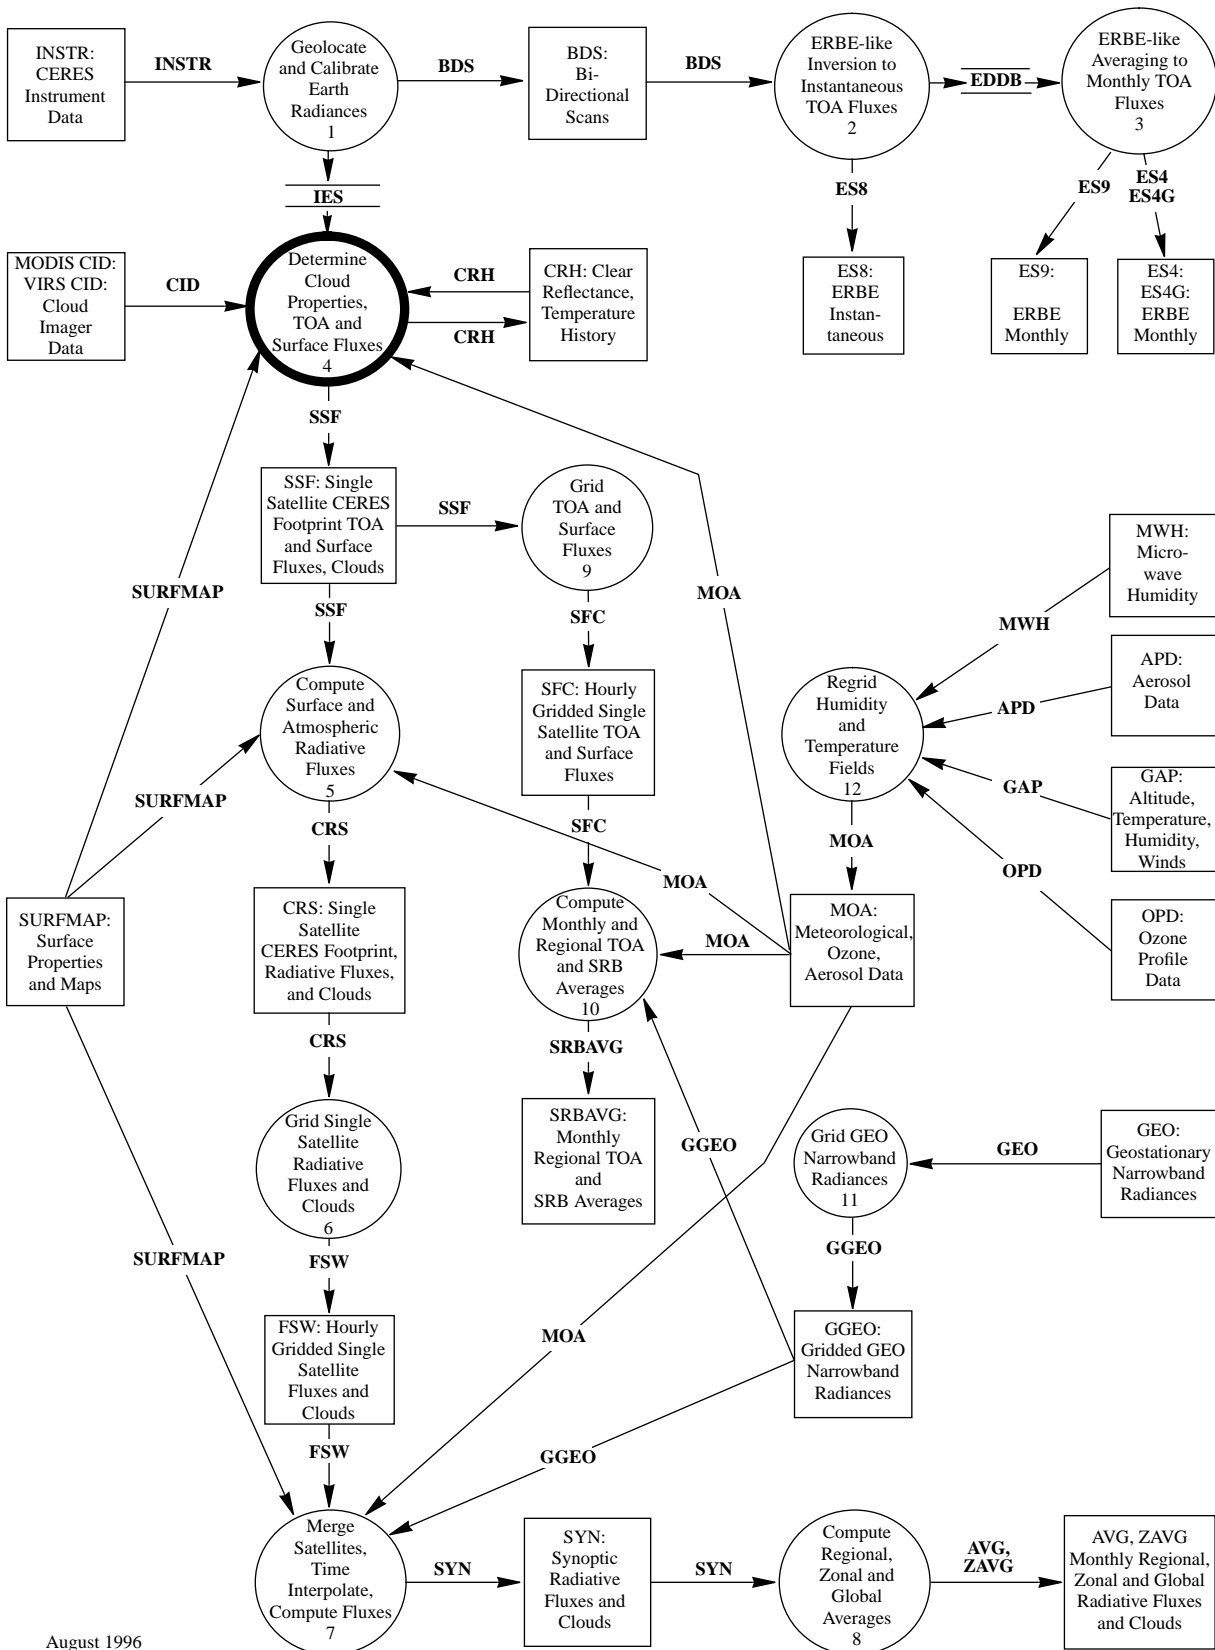 INSTR:
CERES
Instrument
Data
INSTR
Geolocate
and Calibrate
Earth
Radiances
1
BDS
BDS:
Bi-
Directional
Scans
BDS
ERBE-like
Inversion to
Instantaneous
TOA Fluxes
2
EDDB
ERBE-like
Averaging to
Monthly TOA
Fluxes
3
IES
ES8
ES9
ES4
ES4G
MODIS CID:
VIRS CID:
Cloud
Imager
Data
CID
Determine
Cloud
Properties,
TOA and
Surface Fluxes
4
CRH
CRH
CRH: Clear
Reflectance,
Temperature
History
ES8:
ERBE
Instan-
taneous
ES9:
ERBE
Monthly
ES4:
ES4G:
ERBE
Monthly
SSF
SSF: Single
Satellite CERES
Footprint TOA
and Surface
Fluxes, Clouds
SSF
Grid
TOA and
Surface
Fluxes
9
SURFMAP
SSF
SFC
MOA
MWH
MWH:
Micro-
wave
Humidity
Compute
Surface and
Atmospheric
Radiative
Fluxes
5
SFC: Hourly
Gridded Single
Satellite TOA
and Surface
Fluxes
Regrid
Humidity
and
Temperature
Fields
12
APD
APD:
Aerosol
Data
SURFMAP
GAP
GAP:
Altitude,
Temperature,
Humidity,
Winds
CRS
SFC
MOA
MOA
OPD
SURFMAP:
Surface
Properties
and Maps
CRS: Single
Satellite
CERES Footprint,
Radiative Fluxes,
and Clouds
Compute
Monthly and
Regional TOA
and SRB
Averages
10
MOA
MOA:
Meteorological,
Ozone,
Aerosol Data
OPD:
Ozone
Profile
Data
CRS
SRBAVG
Grid Single
Satellite
Radiative
Fluxes and
Clouds
6
SRBAVG:
Monthly
Regional TOA
and
SRB Averages
GGEO
Grid GEO
Narrowband
Radiances
11
GEO
GEO:
Geostationary
Narrowband
Radiances
SURFMAP
FSW
GGEO
FSW: Hourly
Gridded Single
Satellite
Fluxes and
Clouds
MOA
GGEO:
Gridded GEO
Narrowband
Radiances
FSW
GGEO
Merge
Satellites,
Time
Interpolate,
Compute Fluxes
7
SYN
SYN:
Synoptic
Radiative
Fluxes and
Clouds
SYN
Compute
Regional,
Zonal and
Global
Averages
8
AVG,
ZAVG
AVG, ZAVG
Monthly Regional,
Zonal and Global
Radiative Fluxes
and Clouds
August 1996